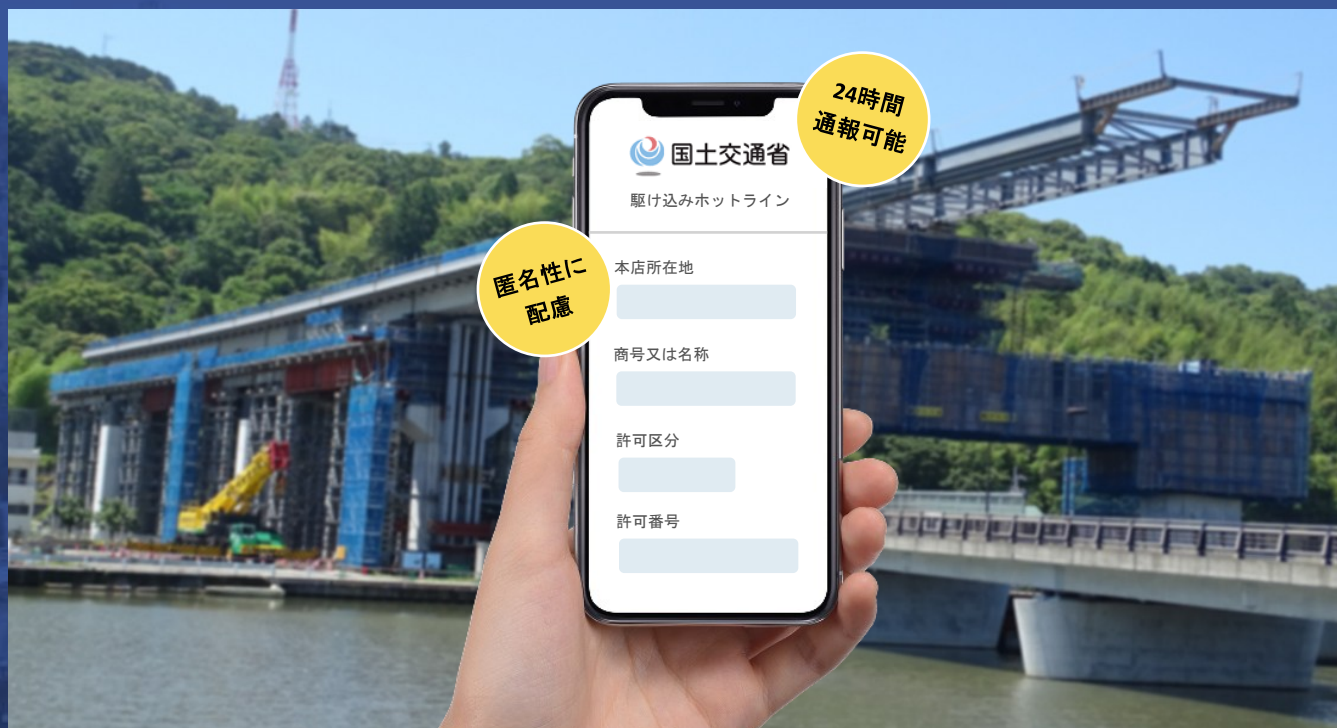 24時間
通報可能
国土交通省
駆け込みホットライン
匿名性に
配慮
本店所在地
商号又は名称
許可区分
許可番号